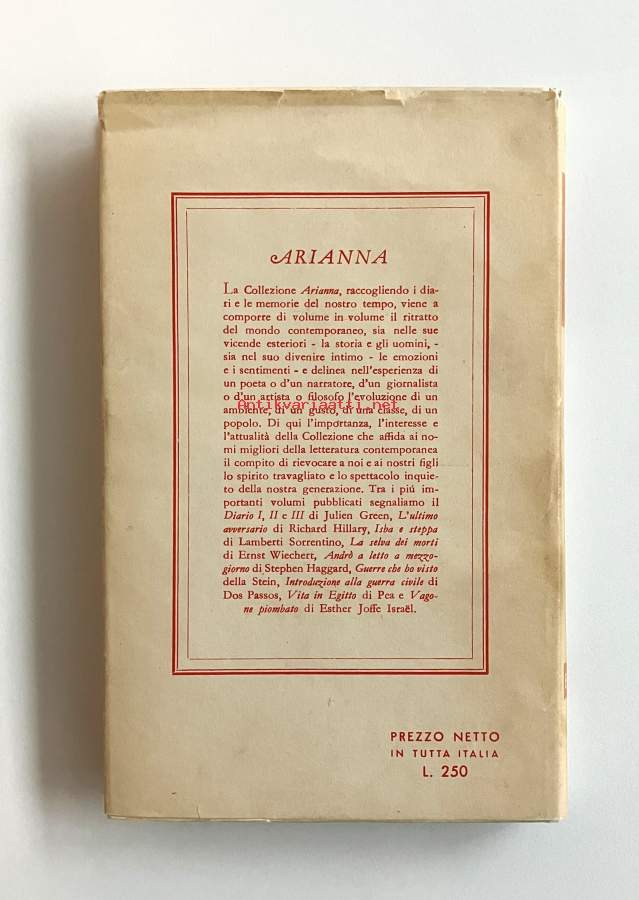 ARIANNA
La Collezione Arianna, raccogliendo i dia-
ri e le memorie del nostro tempo, viene a
comporre di volume in volume il ritratto
del mondo contemporaneo, sia nelle sue
vicende esteriori - la storia e gli uomini, -
sia nel suo divenire intimo - le emozioni
e i sentimenti - e delinea nell'esperienza di
un poeta o d'un narratore, d'un giornalista
o d'un artista o filosofo l'evoluzione di un
Antikvariaatti.net
ambiente, di un gusto, di una classe, di un
popolo. Di qui l'importanza, l'interesse e
l'attualità della Collezione che affida ai no-
mi migliori della letteratura contemporanea
il compito di rievocare a noi e ai nostri figli
lo spirito travagliato e lo spettacolo inquie-
to della nostra generazione. Tra i più im-
portanti volumi pubblicati segnaliamo il
Diario I, II e III di Julien Green, L'ultimo
avversario di Richard Hillary, Isba e steppa
di Lamberti Sorrentino, La selva dei morti
di Ernst Wiechert, Andrò a letto a mezzo-
giorno di Stephen Haggard, Guerre che ho visto
della Stein, Introduzione alla guerra civile di
Dos Passos, Vita in Egitto di Pea e Vago-
ne piombato di Esther Joffe Israël.
PREZZO NETTO
IN TUTTA ITALIA
L. 250